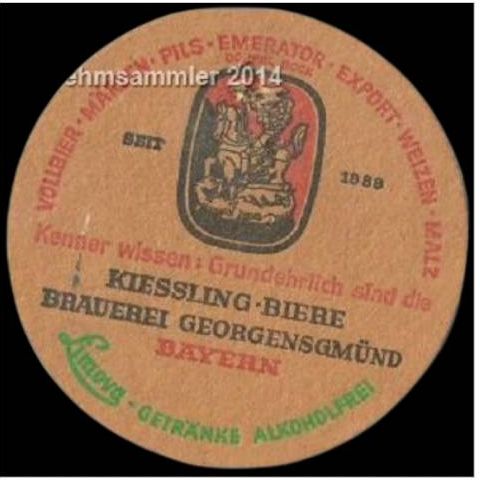 ehmsammler 2014
VOLLBIER · MÄRZEN · PILS · EMERATOR · EXPORT · WEIZEN · MALZ
SEIT 1989
Kenner wissen: Grundehrlich sind die
KIESSLING · BIERE
BRAUEREI GEORGENSGMÜND
BAYERN
GETRÄNKE ALKOHOLFREI